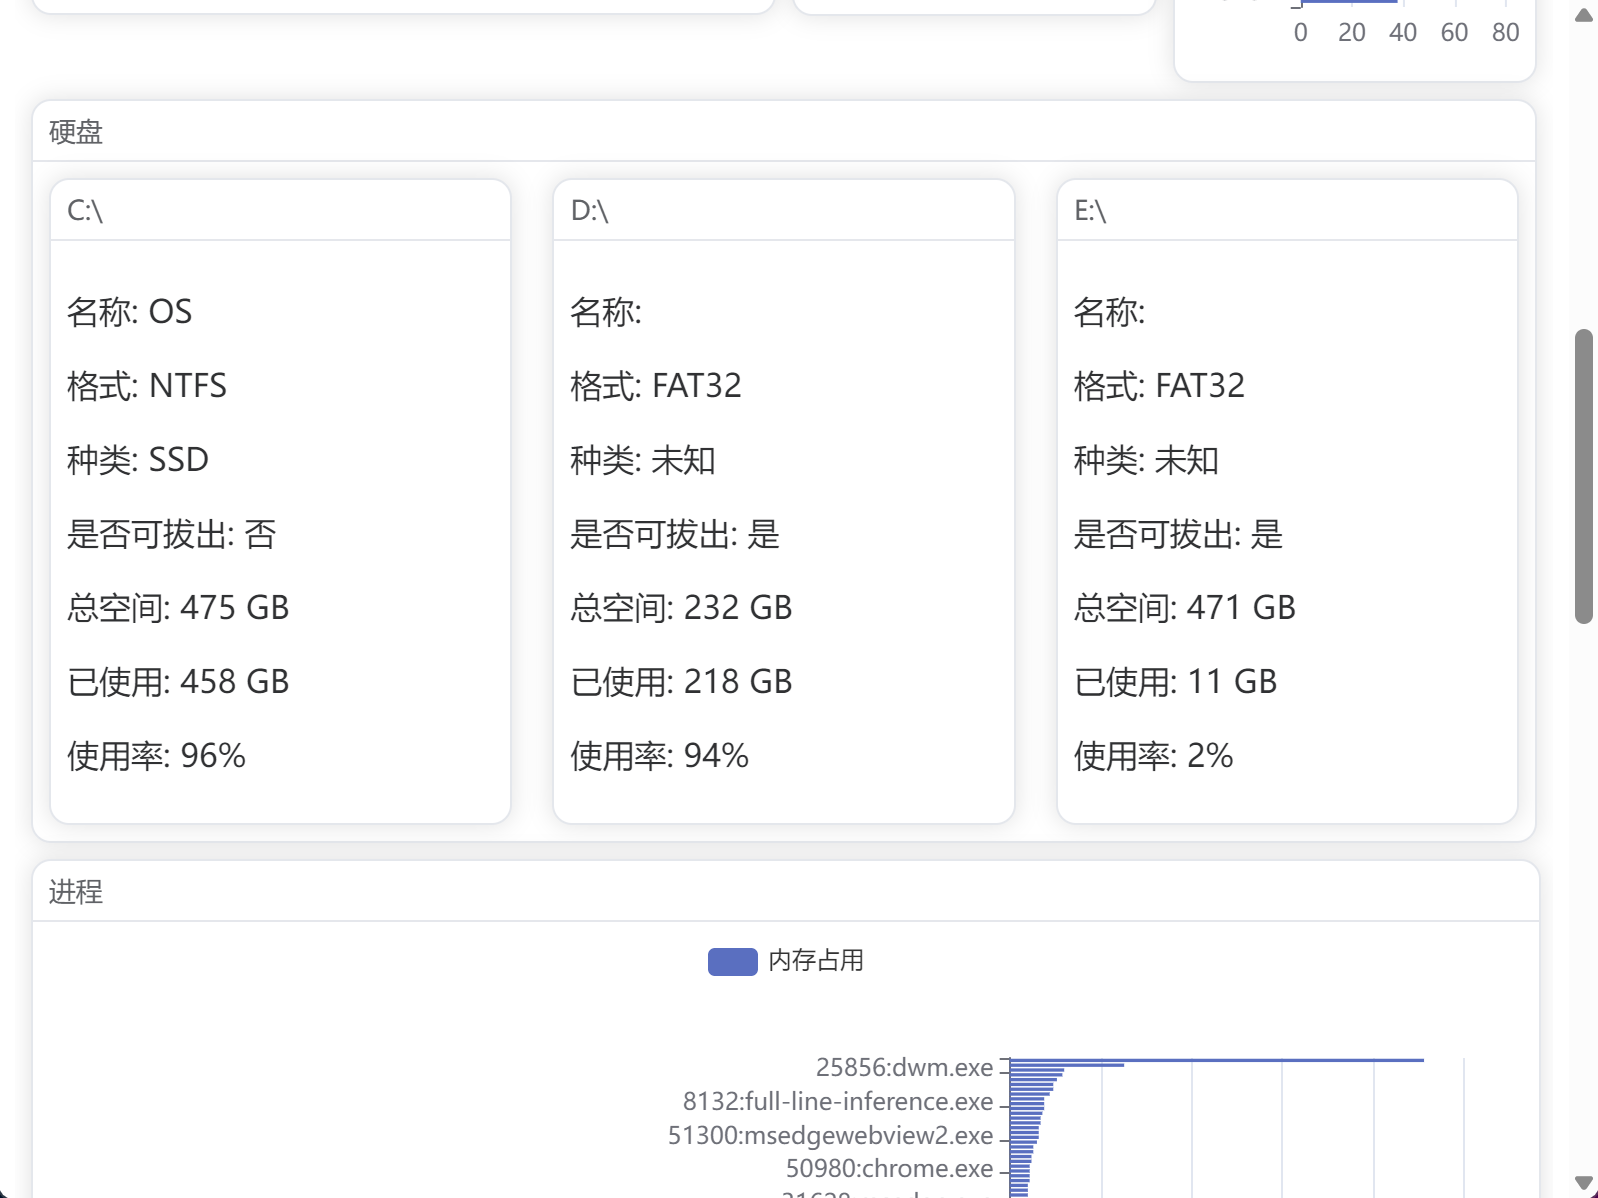 0 20 40 60 80
硬盘
C:\
名称: OS
格式: NTFS
种类: SSD
是否可拔出: 否
总空间: 475 GB
已使用: 458 GB
使用率: 96%
D:\
名称:
格式: FAT32
种类: 未知
是否可拔出: 是
总空间: 232 GB
已使用: 218 GB
使用率: 94%
E:\
名称:
格式: FAT32
种类: 未知
是否可拔出: 是
总空间: 471 GB
已使用: 11 GB
使用率: 2%
进程
内存占用
25856:dwm.exe
8132:full-line-inference.exe
51300:msedgewebview2.exe
50980:chrome.exe